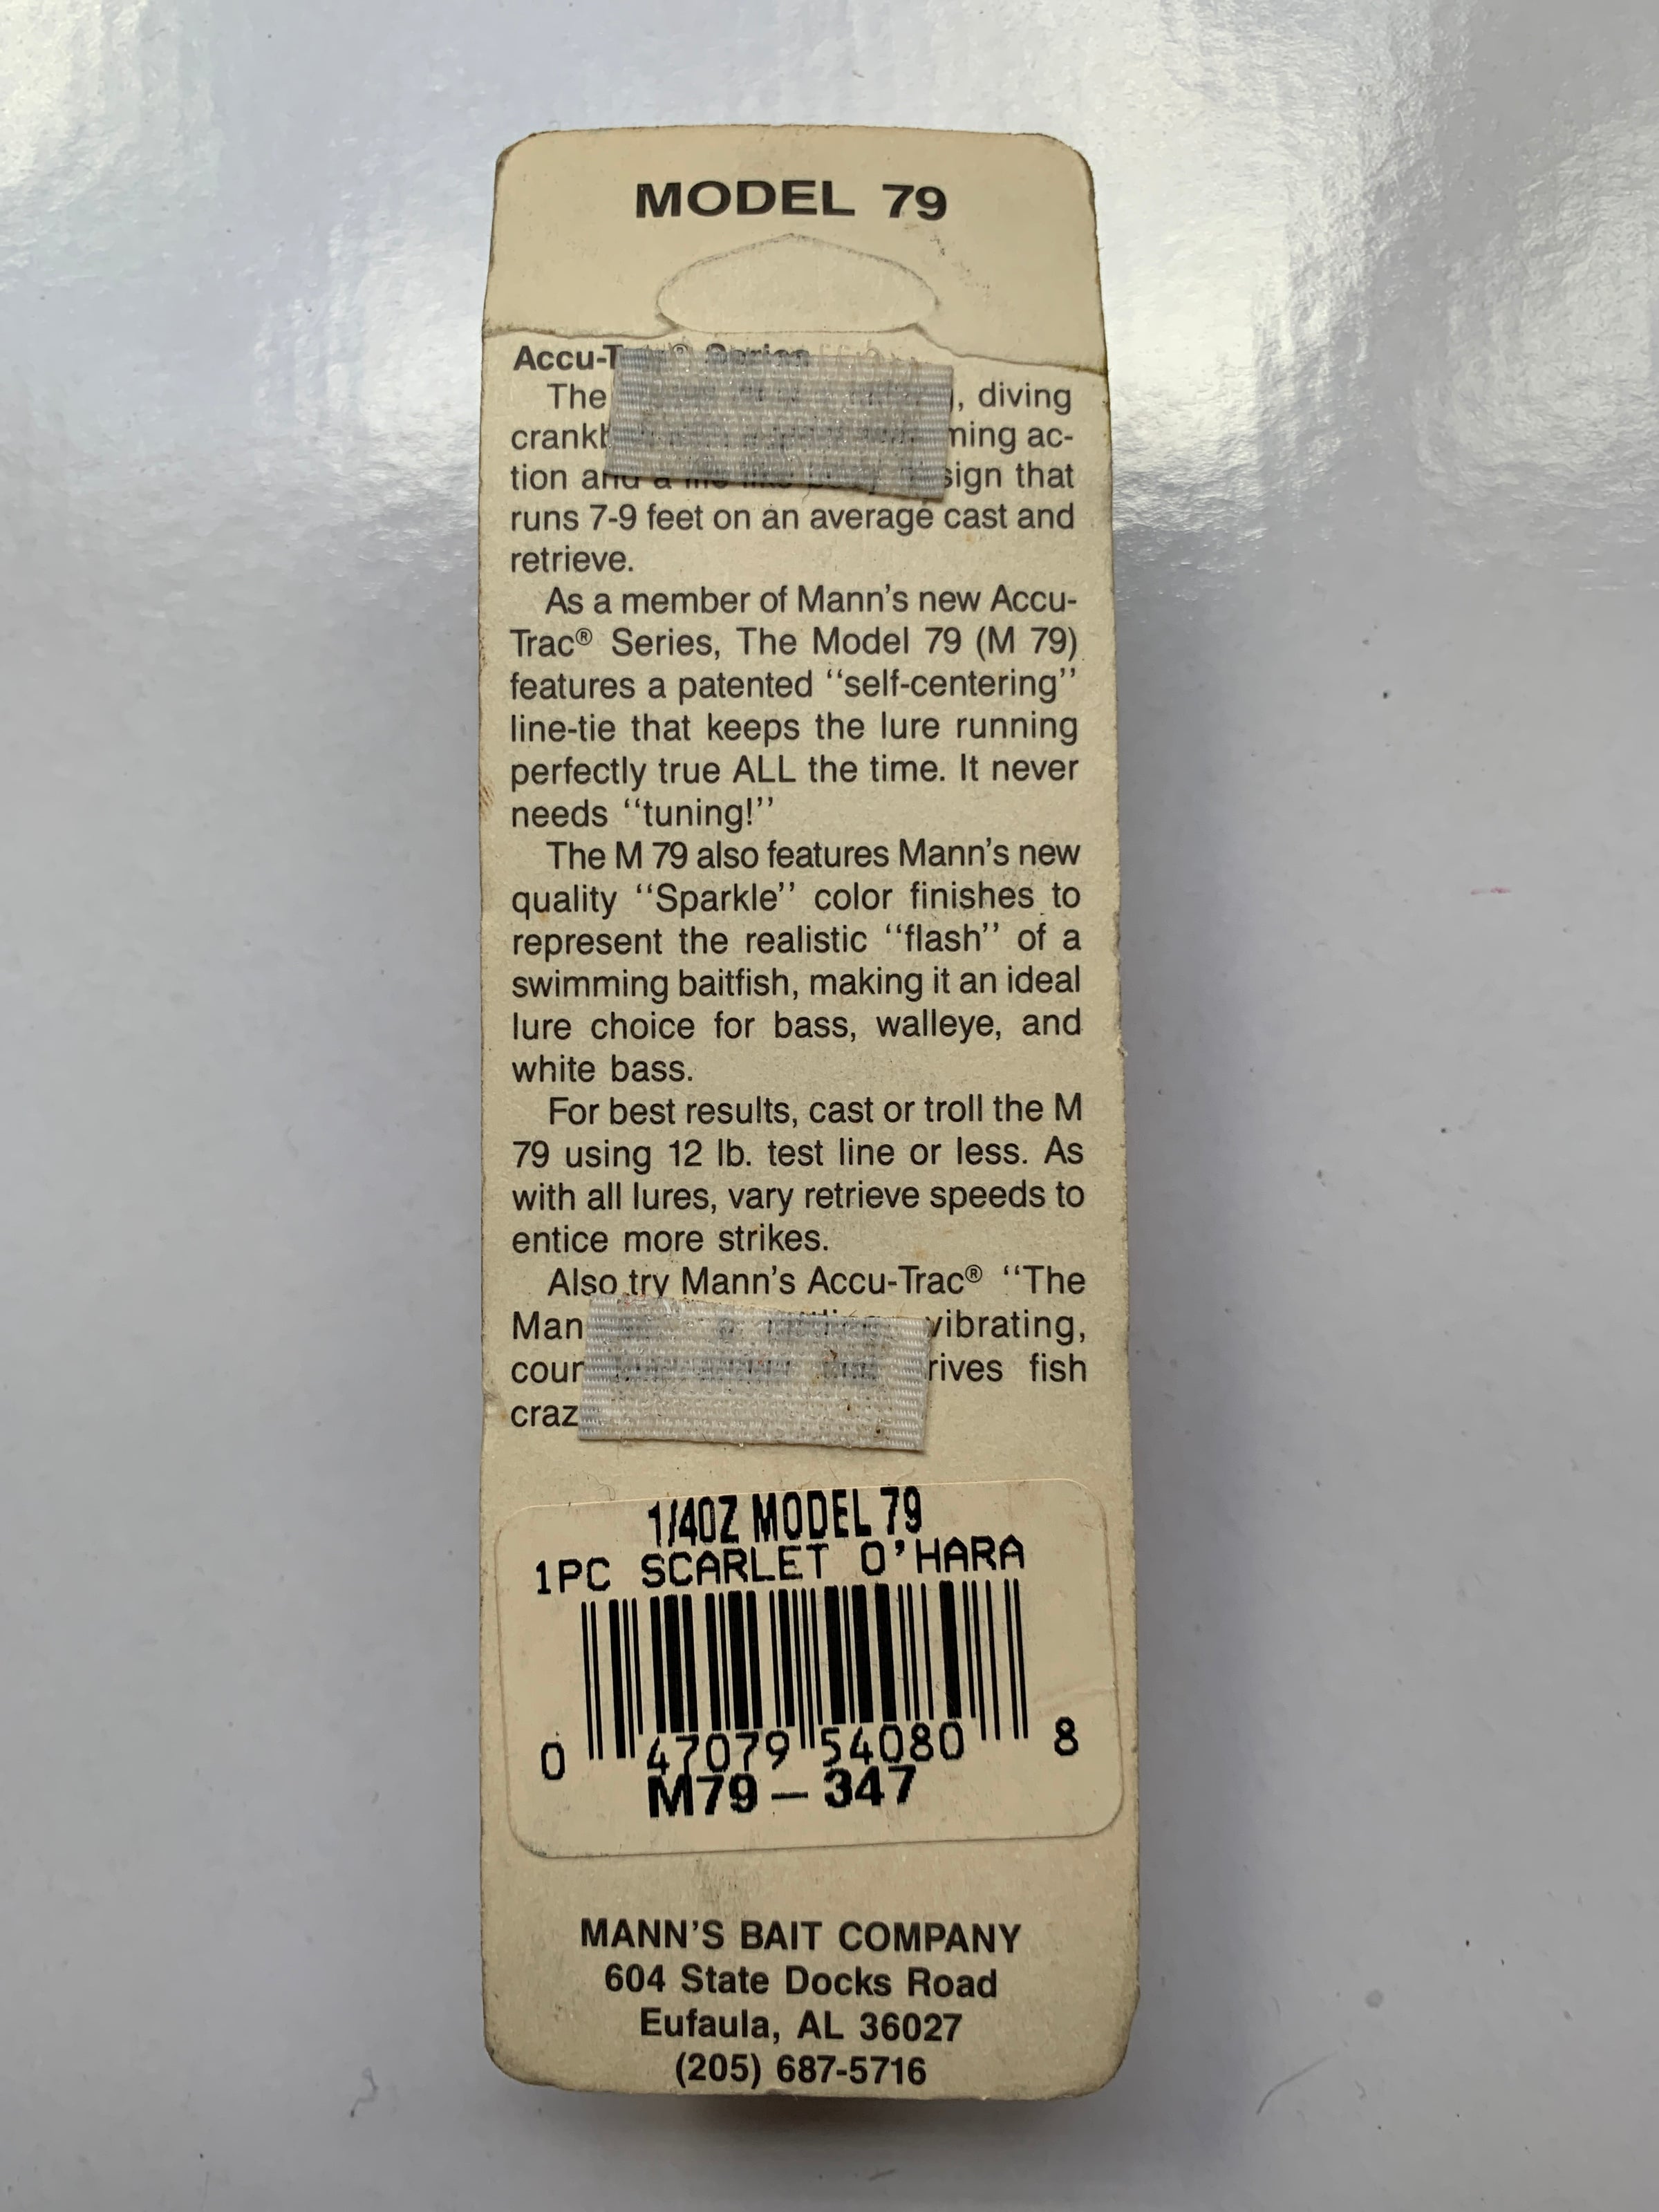 MODEL 79
Accu-Trac® Series
The , diving
ming ac-
tion and a life like body design that
runs 7-9 feet on an average cast and
retrieve.
As a member of Mann's new Accu-
Trac® Series, The Model 79 (M 79)
features a patented "self-centering"
line-tie that keeps the lure running
perfectly true ALL the time. It never
needs "tuning!"
The M 79 also features Mann's new
quality "Sparkle" color finishes to
represent the realistic "flash" of a
swimming baitfish, making it an ideal
lure choice for bass, walleye, and
white bass.
For best results, cast or troll the M
79 using 12 lb. test line or less. As
with all lures, vary retrieve speeds to
entice more strikes.
Also try Mann's Accu-Trac® "The
Man vibrating,
rives fish
craz
1/4OZ MODEL 79
1PC SCARLET O'HARA
0 47079 54080 8
M79-347
MANN'S BAIT COMPANY
604 State Docks Road
Eufaula, AL 36027
(205) 687-5716